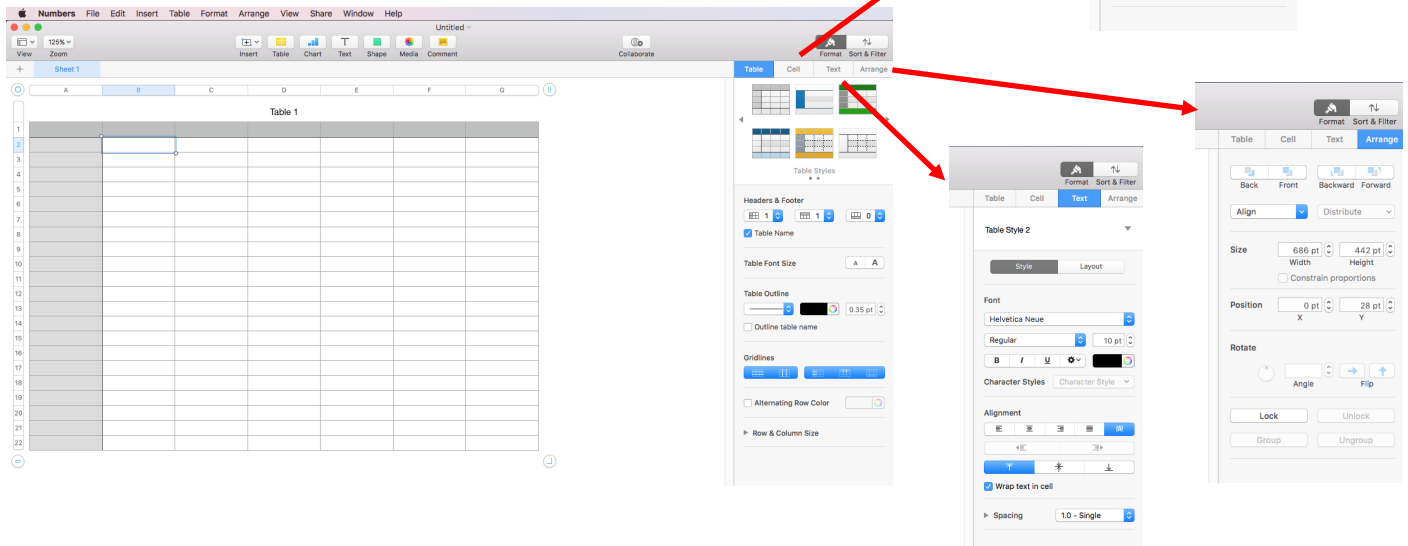 Numbers File Edit Insert Table Format Arrange View Share Window Help
Untitled
125%
View Zoom Insert Table Chart Text Shape Media Comment Collaborate Format Sort & Filter
+ Sheet 1
Table Cell Text Arrange
A B C D E F G
Table 1
1
2
3
4
5
6
7
8
9
10
11
12
13
14
15
16
17
18
19
20
21
22
Table Styles
Headers & Footer
1 1 0
Table Name
Table Font Size A A
Table Outline
0.35 pt
Outline table name
Gridlines
Alternating Row Color
Row & Column Size
Format Sort & Filter
Table Cell Text Arrange
Table Style 2
Style Layout
Font
Helvetica Neue
Regular 10 pt
B I U
Character Styles Character Style
Alignment
Wrap text in cell
Spacing 1.0 - Single
Format Sort & Filter
Table Cell Text Arrange
Back Front Backward Forward
Align Distribute
Size 686 pt 442 pt
Width Height
Constrain proportions
Position 0 pt 28 pt
X Y
Rotate
Angle Flip
Lock Unlock
Group Ungroup